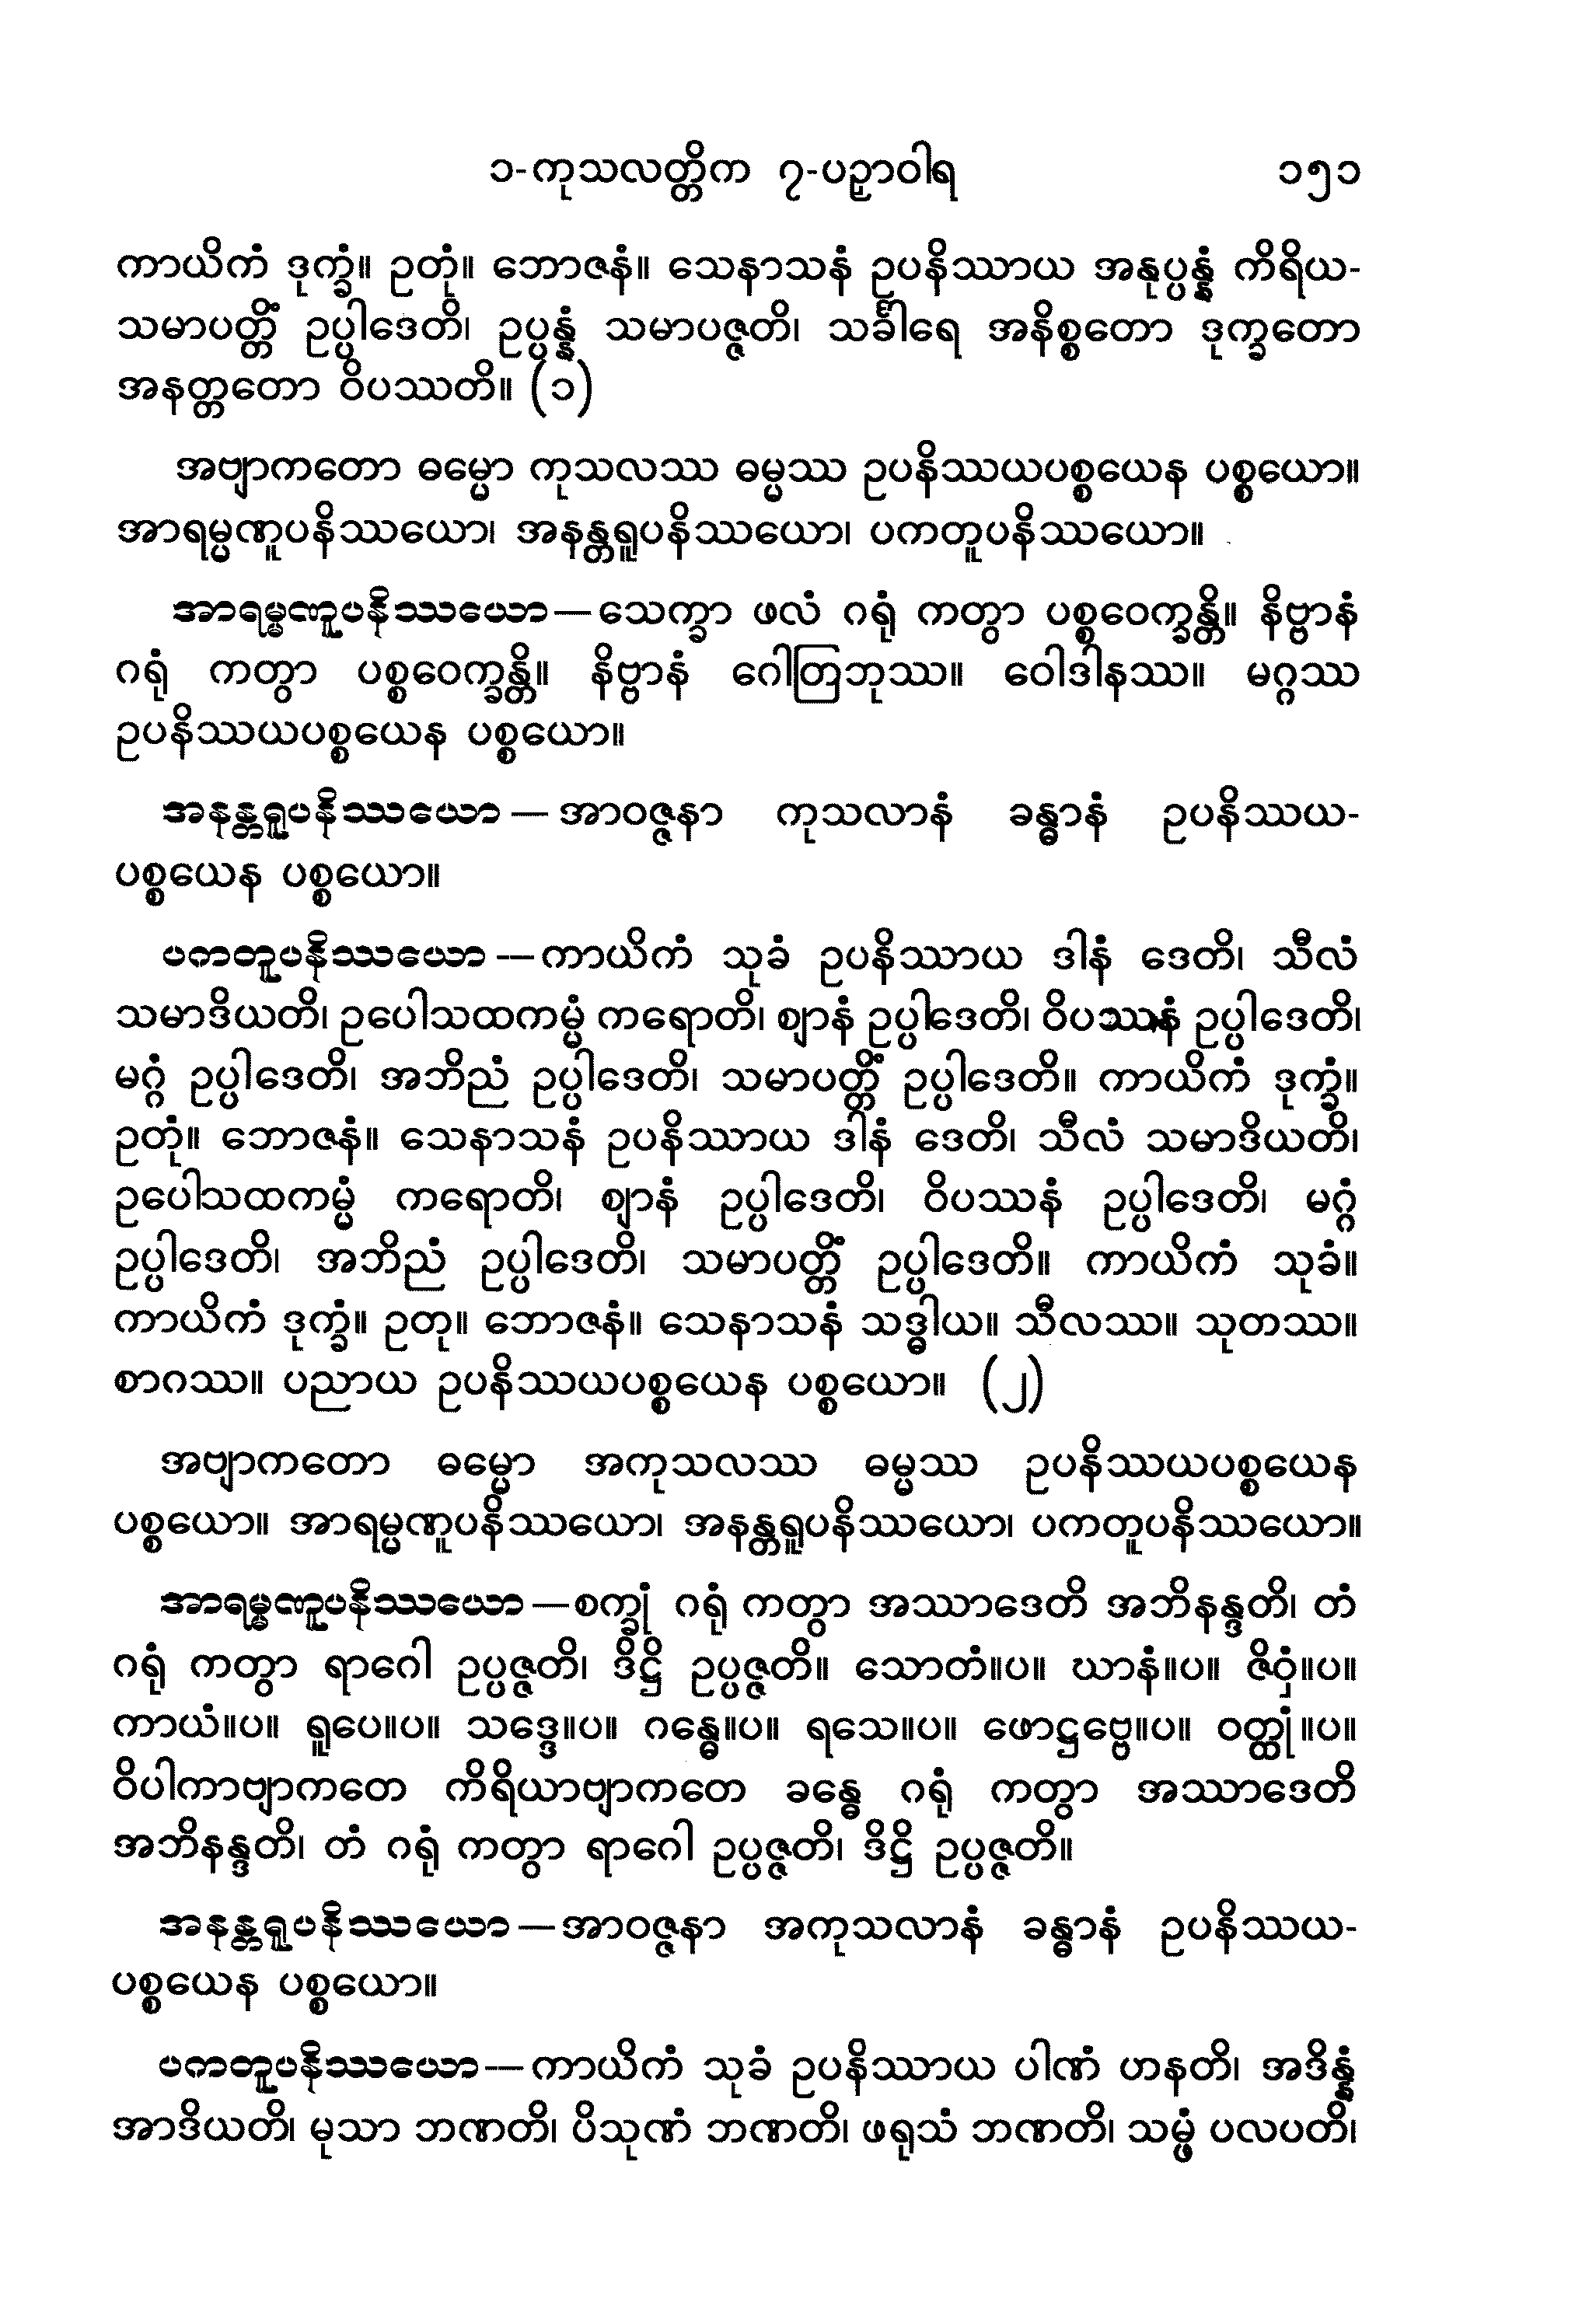 ၁-ကုသလတ္တိက ၇-ပဉှာဝါရ ၁၅၁
ကာယိကံ ဒုက္ခံ။ ဥတုံ။ ဘောဇနံ။ သေနာသနံ ဥပနိဿာယ အနုပ္ပန္နံ ကိရိယ-
သမာပတ္တိံ ဥပ္ပါဒေတိ၊ ဥပ္ပန္နံ သမာပဇ္ဇတိ၊ သင်္ခါရေ အနိစ္စတော ဒုက္ခတော
အနတ္တတော ဝိပဿတိ။ (၁)
အဗျာကတော ဓမ္မော ကုသလဿ ဓမ္မဿ ဥပနိဿယပစ္စယေန ပစ္စယော။
အာရမ္မဏူပနိဿယော၊ အနန္တရူပနိဿယော၊ ပကတူပနိဿယော။
အာရမ္မဏူပနိဿယော—သေက္ခာ ဖလံ ဂရုံ ကတွာ ပစ္စဝေက္ခန္တိ။ နိဗ္ဗာနံ
ဂရုံ ကတွာ ပစ္စဝေက္ခန္တိ။ နိဗ္ဗာနံ ဂေါတြဘုဿ။ ဝေါဒါနဿ။ မဂ္ဂဿ
ဥပနိဿယပစ္စယေန ပစ္စယော။
အနန္တရူပနိဿယော — အာဝဇ္ဇနာ ကုသလာနံ ခန္ဓာနံ ဥပနိဿယ-
ပစ္စယေန ပစ္စယော။
ပကတူပနိဿယော—ကာယိကံ သုခံ ဥပနိဿာယ ဒါနံ ဒေတိ၊ သီလံ
သမာဒိယတိ၊ ဥပေါသထကမ္မံ ကရောတိ၊ ဈာနံ ဥပ္ပါဒေတိ၊ ဝိပဿနံ ဥပ္ပါဒေတိ၊
မဂ္ဂံ ဥပ္ပါဒေတိ၊ အဘိညံ ဥပ္ပါဒေတိ၊ သမာပတ္တိံ ဥပ္ပါဒေတိ။ ကာယိကံ ဒုက္ခံ။
ဥတုံ။ ဘောဇနံ။ သေနာသနံ ဥပနိဿာယ ဒါနံ ဒေတိ၊ သီလံ သမာဒိယတိ၊
ဥပေါသထကမ္မံ ကရောတိ၊ ဈာနံ ဥပ္ပါဒေတိ၊ ဝိပဿနံ ဥပ္ပါဒေတိ၊ မဂ္ဂံ
ဥပ္ပါဒေတိ၊ အဘိညံ ဥပ္ပါဒေတိ၊ သမာပတ္တိံ ဥပ္ပါဒေတိ။ ကာယိကံ သုခံ။
ကာယိကံ ဒုက္ခံ။ ဥတု။ ဘောဇနံ။ သေနာသနံ သဒ္ဓါယ။ သီလဿ။ သုတဿ။
စာဂဿ။ ပညာယ ဥပနိဿယပစ္စယေန ပစ္စယော။ (၂)
အဗျာကတော ဓမ္မော အကုသလဿ ဓမ္မဿ ဥပနိဿယပစ္စယေန
ပစ္စယော။ အာရမ္မဏူပနိဿယော၊ အနန္တရူပနိဿယော၊ ပကတူပနိဿယော။
အာရမ္မဏူပနိဿယော—စက္ခုံ ဂရုံ ကတွာ အဿာဒေတိ အဘိနန္ဒတိ၊ တံ
ဂရုံ ကတွာ ရာဂေါ ဥပ္ပဇ္ဇတိ၊ ဒိဋ္ဌိ ဥပ္ပဇ္ဇတိ။ သောတံ။ပ။ ဃာနံ။ပ။ ဇိဝှံ။ပ။
ကာယံ။ပ။ ရူပေ။ပ။ သဒ္ဒေ။ပ။ ဂန္ဓေ။ပ။ ရသေ။ပ။ ဖောဋ္ဌဗ္ဗေ။ပ။ ဝတ္ထုံ။ပ။
ဝိပါကာဗျာကတေ ကိရိယာဗျာကတေ ခန္ဓေ ဂရုံ ကတွာ အဿာဒေတိ
အဘိနန္ဒတိ၊ တံ ဂရုံ ကတွာ ရာဂေါ ဥပ္ပဇ္ဇတိ၊ ဒိဋ္ဌိ ဥပ္ပဇ္ဇတိ။
အနန္တရူပနိဿယော—အာဝဇ္ဇနာ အကုသလာနံ ခန္ဓာနံ ဥပနိဿယ-
ပစ္စယေန ပစ္စယော။
ပကတူပနိဿယော—ကာယိကံ သုခံ ဥပနိဿာယ ပါဏံ ဟနတိ၊ အဒိန္နံ
အာဒိယတိ၊ မုသာ ဘဏတိ၊ ပိသုဏံ ဘဏတိ၊ ဖရုသံ ဘဏတိ၊ သမ္ဖံ ပလပတိ၊